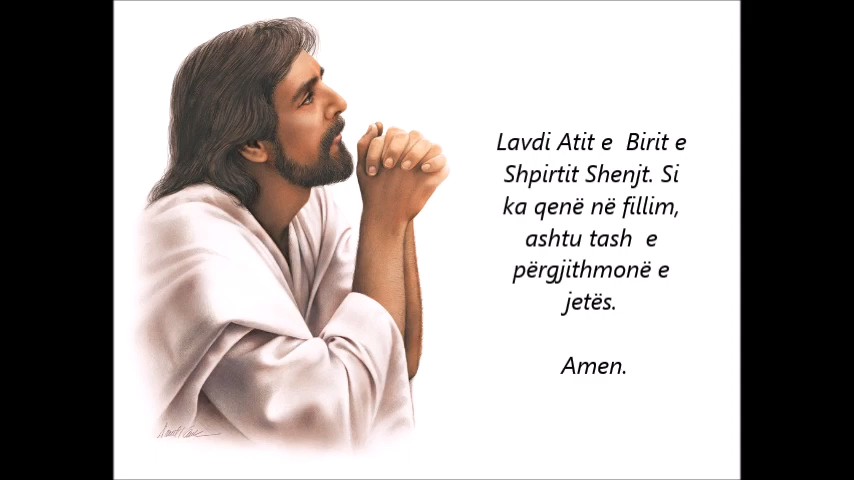 Lavdi Atit e Birit e
Shpirtit Shenjt. Si
ka qenë në fillim,
ashtu tash e
përgjithmonë e
jetës.
Amen.